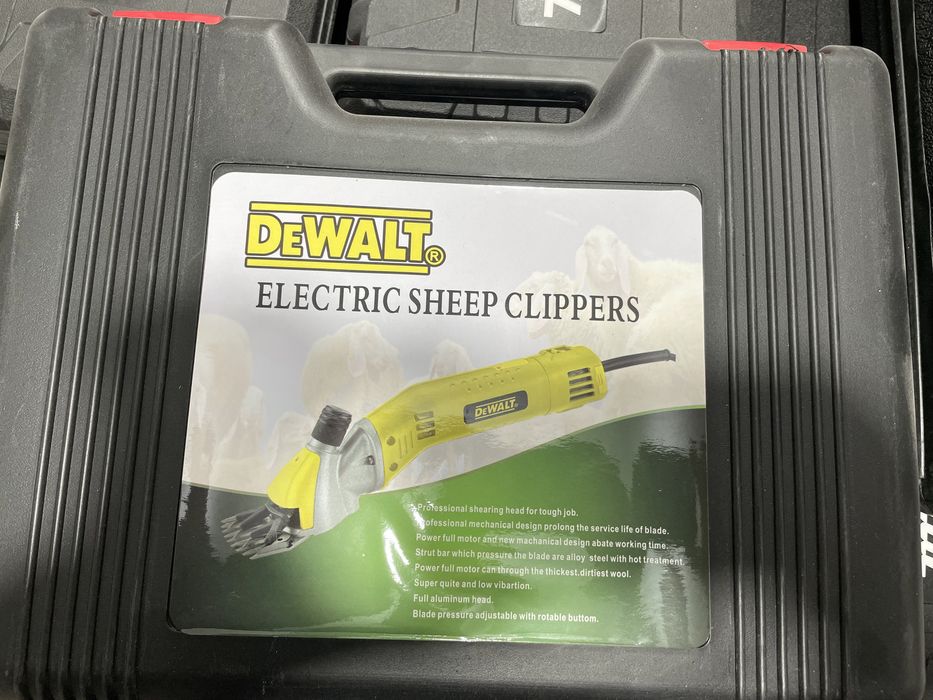 7
DEWALT®
ELECTRIC SHEEP CLIPPERS
DEWALT
Professional shearing head for tough job.
Professional mechanical design prolong the service life of blade.
Power full motor and new machanical design abate working time.
Strut bar which pressure the blade are alloy steel with hot treatment.
Power full motor can through the thickest.dirtiest wool.
Super quite and low vibartion.
Full aluminum head.
Blade pressure adjustable with rotable buttom.